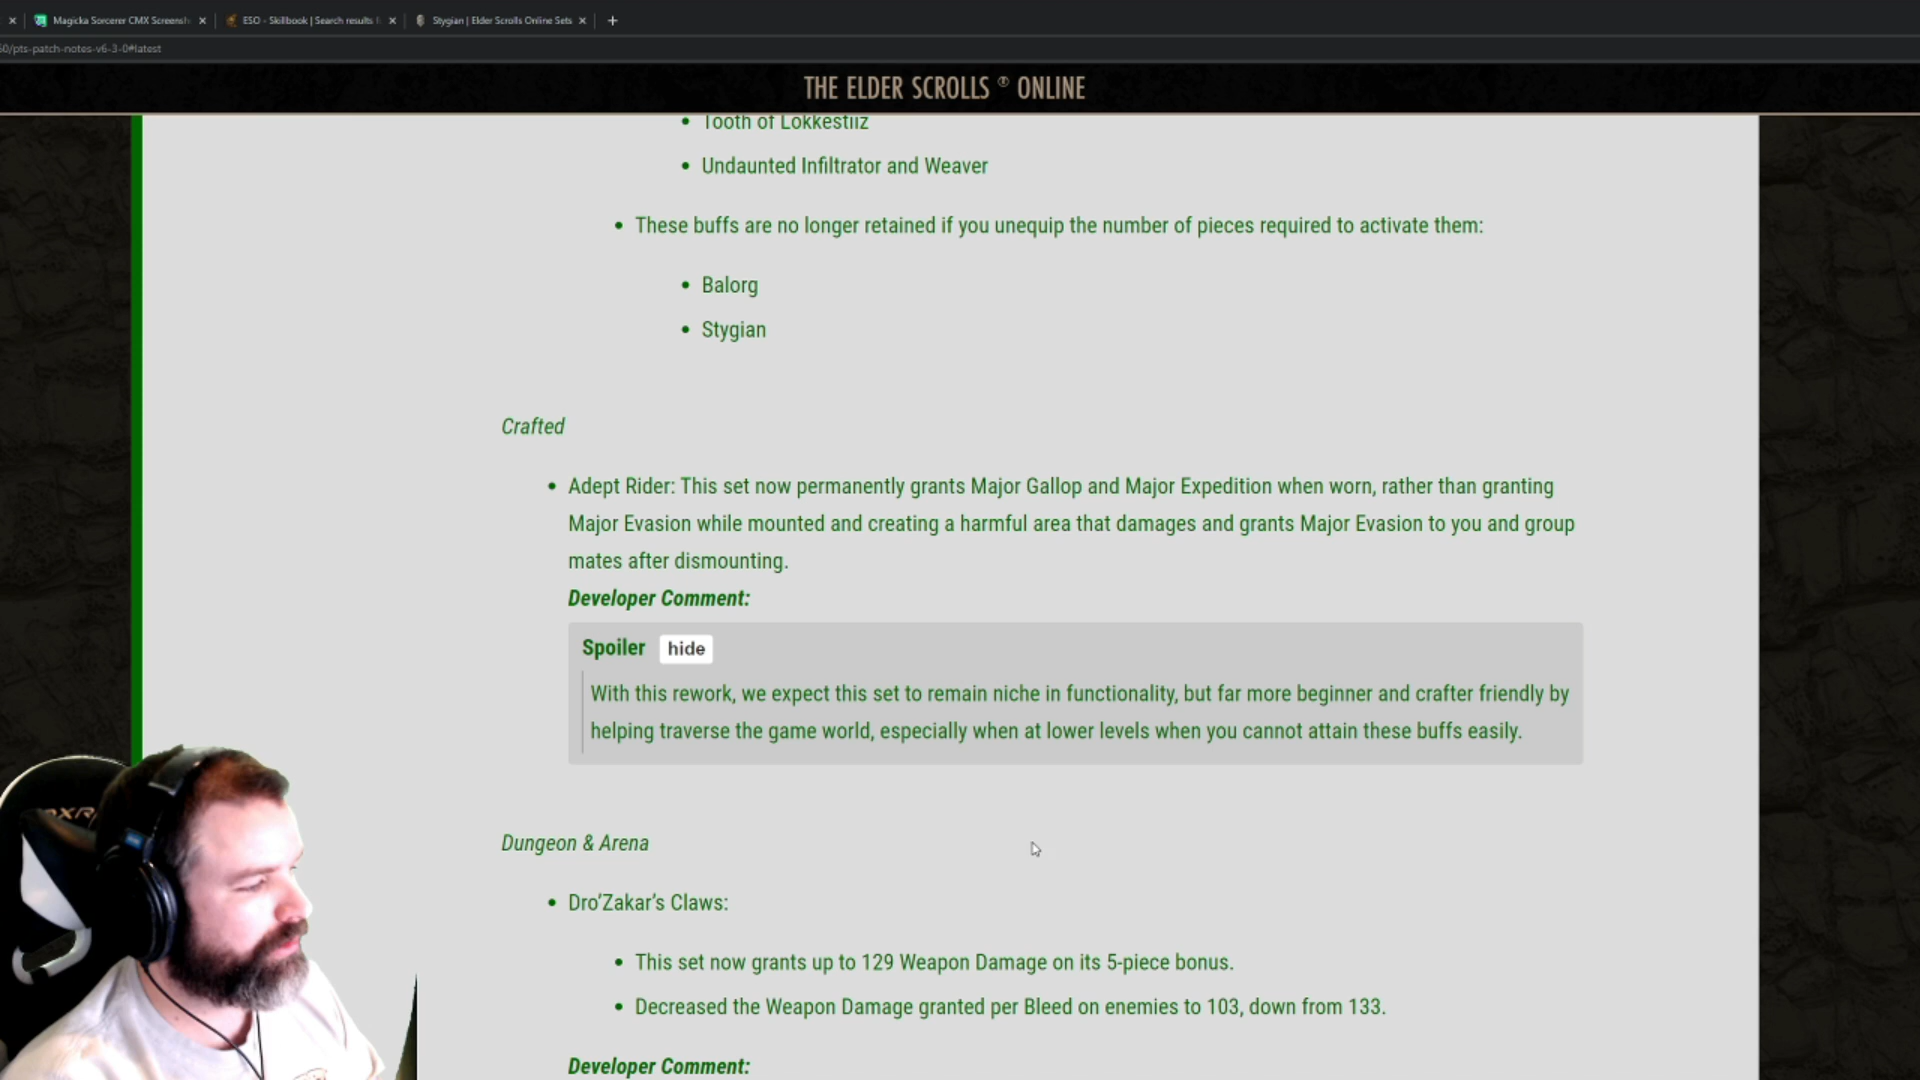 Magicka Sorcerer CMX Screensh
ESO - Skillbook | Search results
Stygian | Elder Scrolls Online Sets
60/pts-patch-notes-v6-3-0#latest
THE ELDER SCROLLS ® ONLINE
• Tooth of Lokkestiiz
• Undaunted Infiltrator and Weaver
• These buffs are no longer retained if you unequip the number of pieces required to activate them:
• Balorg
• Stygian
Crafted
• Adept Rider: This set now permanently grants Major Gallop and Major Expedition when worn, rather than granting
Major Evasion while mounted and creating a harmful area that damages and grants Major Evasion to you and group
mates after dismounting.
Developer Comment:
Spoiler hide
With this rework, we expect this set to remain niche in functionality, but far more beginner and crafter friendly by
helping traverse the game world, especially when at lower levels when you cannot attain these buffs easily.
Dungeon & Arena
• Dro’Zakar’s Claws:
• This set now grants up to 129 Weapon Damage on its 5-piece bonus.
• Decreased the Weapon Damage granted per Bleed on enemies to 103, down from 133.
Developer Comment: